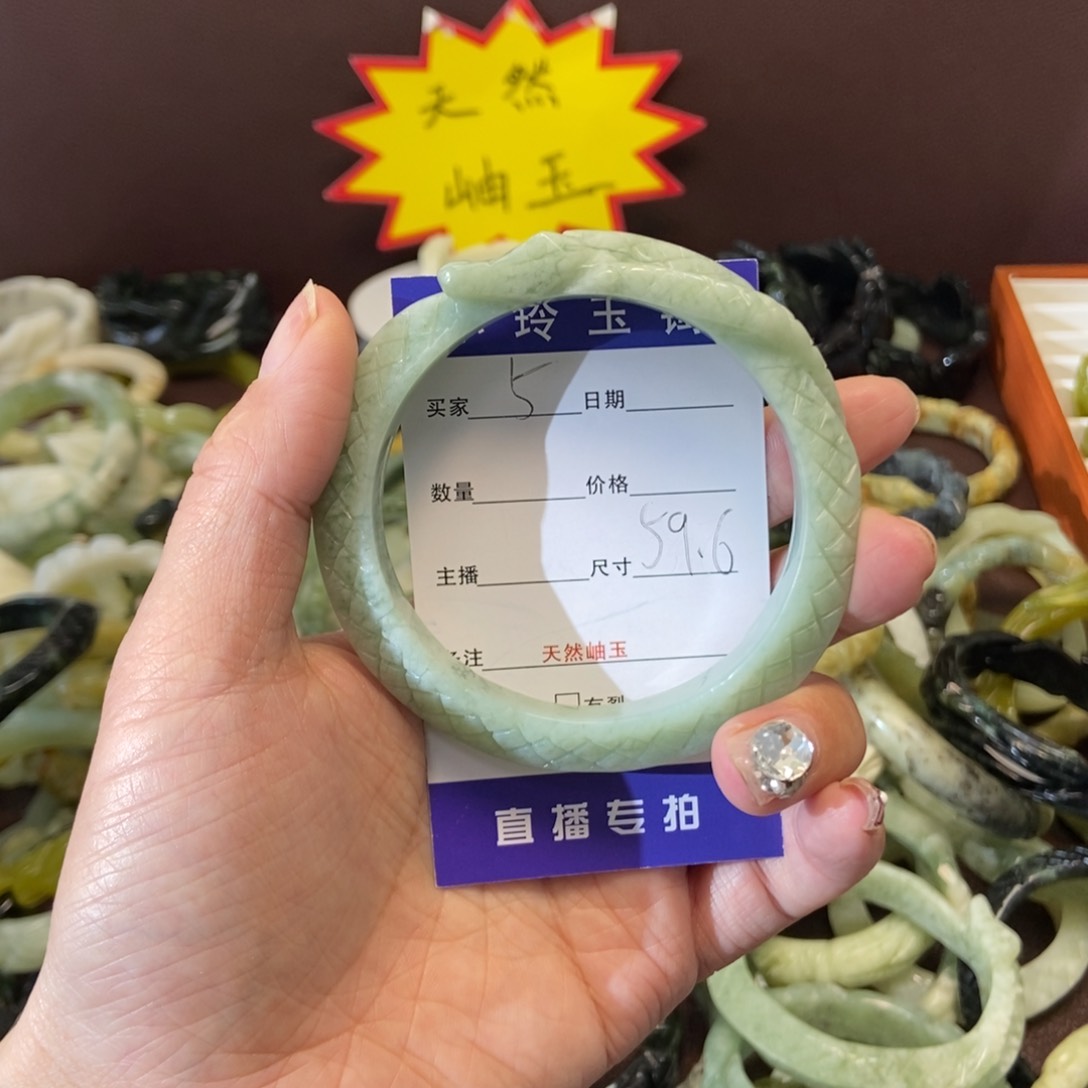 天然
岫玉
玲玉
买家 5 日期
数量 价格
主播 尺寸 59.6
注 天然岫玉
直播专拍